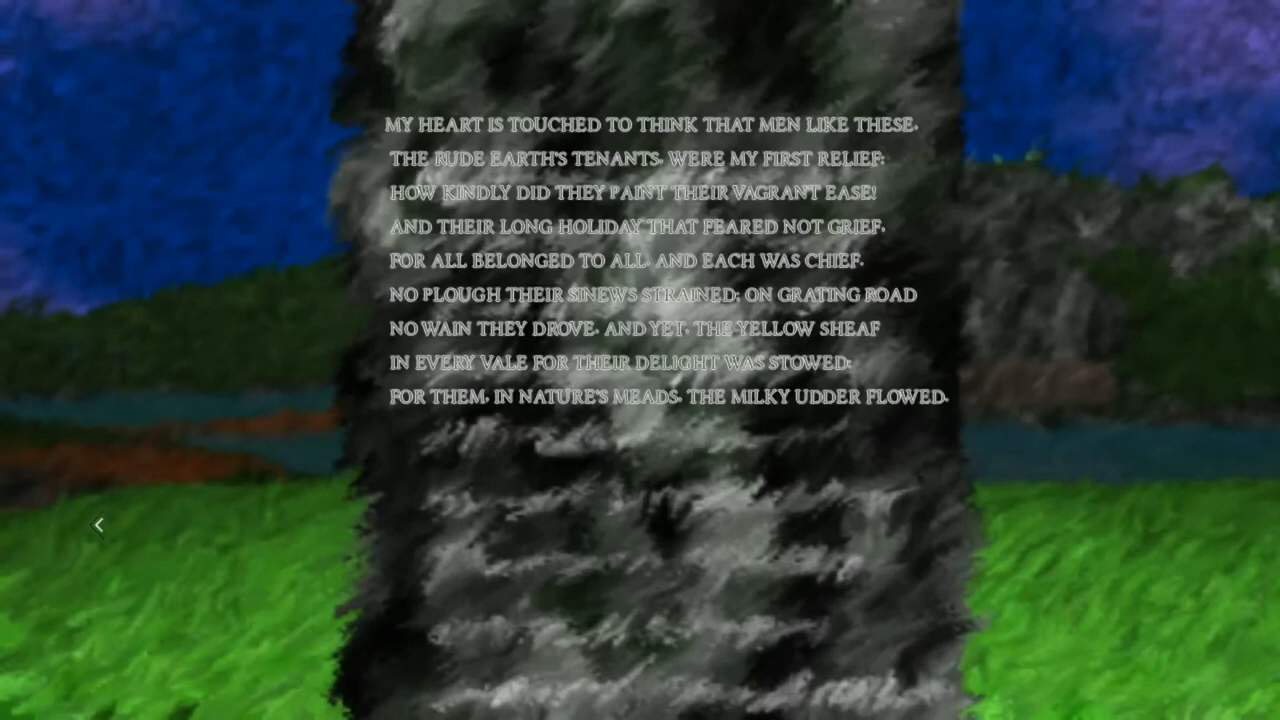 MY HEART IS TOUCHED TO THINK THAT MEN LIKE THESE,
THE RUDE EARTH'S TENANTS, WERE MY FIRST RELIEF:
HOW KINDLY DID THEY PAINT THEIR VAGRANT EASE!
AND THEIR LONG HOLIDAY THAT FEARED NOT GRIEF,
FOR ALL BELONGED TO ALL, AND EACH WAS CHIEF.
NO PLOUGH THEIR SINEWS STRAINED; ON GRATING ROAD
NO WAIN THEY DROVE, AND YET, THE YELLOW SHEAF
IN EVERY VALE FOR THEIR DELIGHT WAS STOWED:
FOR THEM, IN NATURE'S MEADS, THE MILKY UDDER FLOWED.